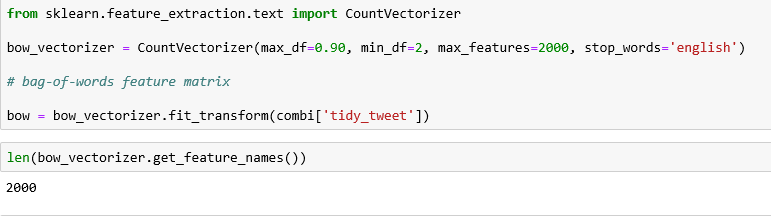 from sklearn.feature_extraction.text import CountVectorizer
bow_vectorizer = CountVectorizer(max_df=0.90, min_df=2, max_features=2000, stop_words='english')
# bag-of-words feature matrix
bow = bow_vectorizer.fit_transform(combi['tidy_tweet'])
len(bow_vectorizer.get_feature_names())
2000